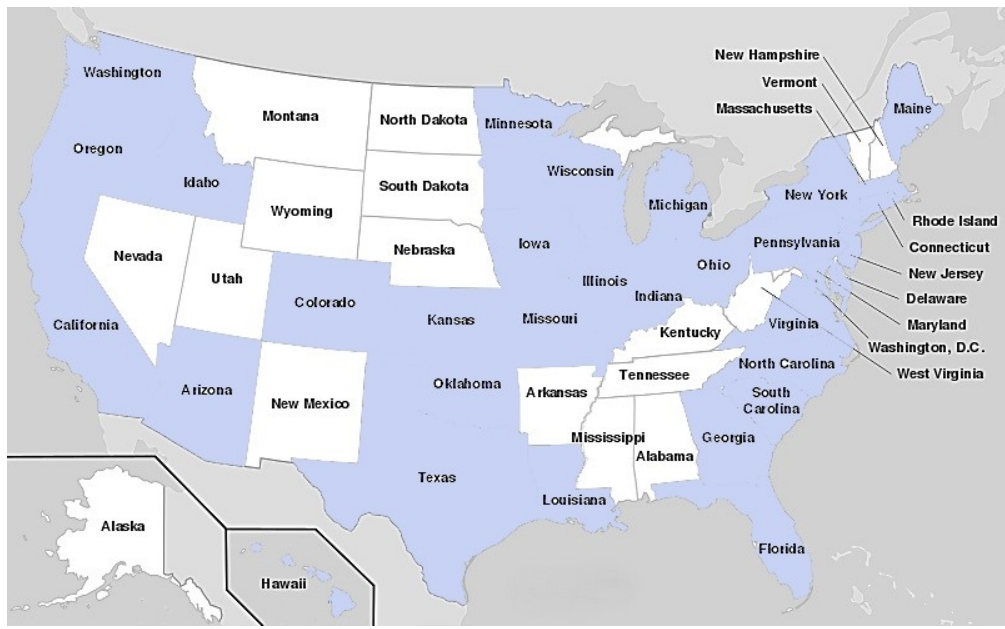 New Hampshire
Vermont
Massachusetts
Washington
Montana
North Dakota
Minnesota
Maine
Oregon
Idaho
South Dakota
Wisconsin
Michigan
New York
Wyoming
Rhode Island
Nevada
Nebraska
Iowa
Pennsylvania
Connecticut
Utah
Ohio
New Jersey
Illinois
Indiana
Delaware
California
Colorado
Kansas
Missouri
Kentucky
Virginia
Maryland
Washington, D.C.
West Virginia
Arizona
New Mexico
Oklahoma
Arkansas
Tennessee
North Carolina
South
Carolina
Mississippi
Alabama
Georgia
Texas
Louisiana
Alaska
Hawaii
Florida